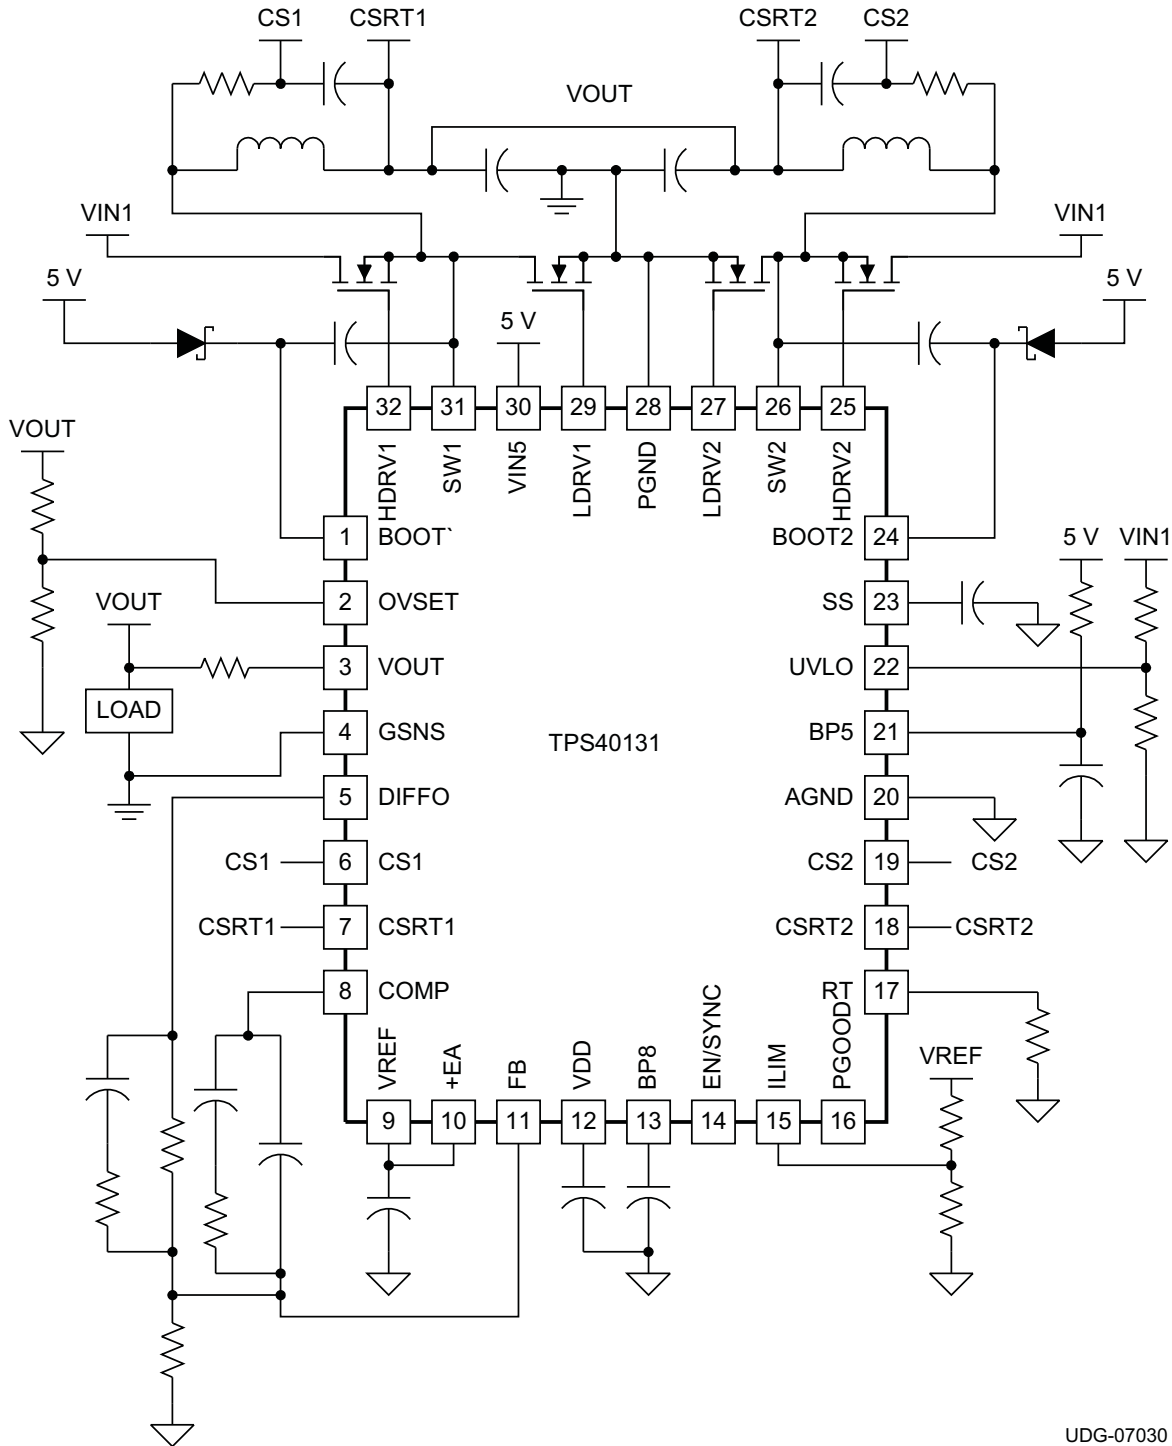 CS1
CSRT1
CSRT2
CS2
VOUT
VIN1
VIN1
5 V
5 V
5 V
32
31
30
29
28
27
26
25
VOUT
HDRV1
SW1
VIN5
LDRV1
PGND
LDRV2
SW2
HDRV2
1 BOOT`
BOOT2 24
5 V
VIN1
2 OVSET
SS 23
VOUT
3 VOUT
UVLO 22
LOAD
4 GSNS
BP5 21
TPS40131
5 DIFFO
AGND 20
CS1 6 CS1
CS2 19 CS2
CSRT1 7 CSRT1
CSRT2 18 CSRT2
8 COMP
RT 17
VREF
+EA
FB
VDD
BP8
EN/SYNC
ILIM
PGOOD
VREF
9
10
11
12
13
14
15
16
UDG-07030